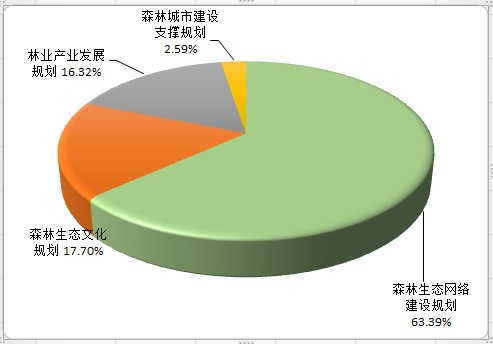 森林城市建设
支撑规划
2.59%
林业产业发展
规划 16.32%
森林生态文化
规划 17.70%
森林生态网络
建设规划
63.39%